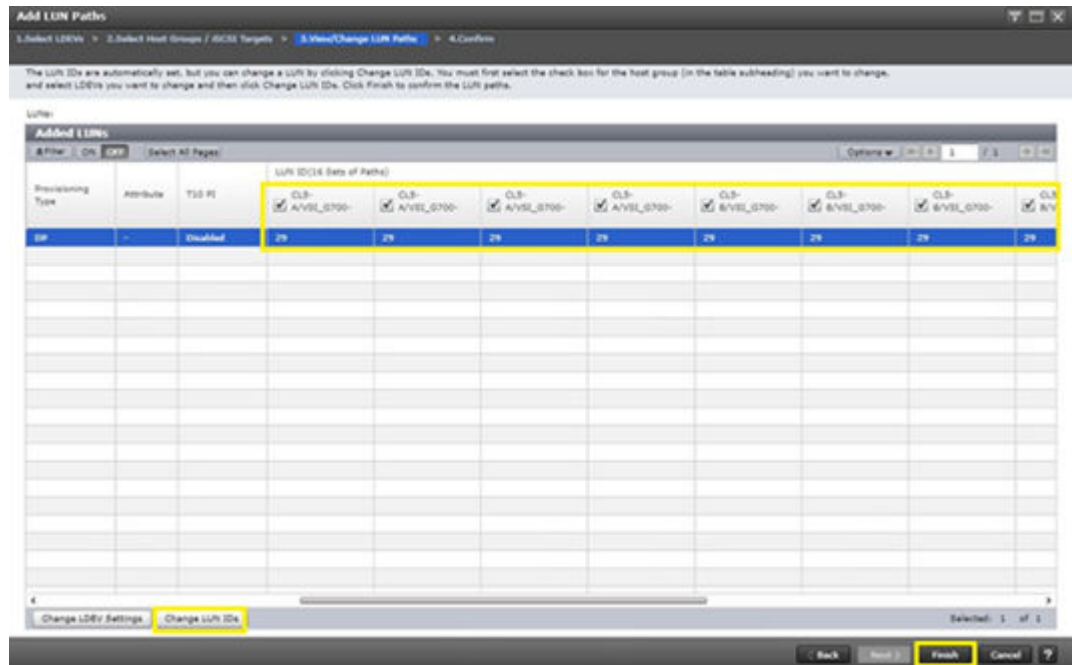 Add LUN Paths
1.Select LDEVs > 2.Select Host Groups / iSCSI Targets > 3.View/Change LUN Paths > 4.Confirm
The LUN IDs are automatically set, but you can change a LUN by clicking Change LUN IDs. You must first select the check box for the host group (in the table subheading) you want to change,
and select LDEVs you want to change and then click Change LUN IDs. Click Finish to confirm the LUN paths.
LUNs:
Added LUNs
Filter ON OFF Select All Pages Options 1 / 1
LUN ID(16 Sets of Paths)
Provisioning Type Attribute T10 PI CL5-A/VSI_G700- CL5-A/VSI_G700- CL5-A/VSI_G700- CL5-A/VSI_G700- CL5-B/VSI_G700- CL5-B/VSI_G700- CL5-B/VSI_G700-
DP - Disabled 29 29 29 29 29 29 29 29
Change LDEV Settings Change LUN IDs Selected: 1 of 1
Back Next Finish Cancel ?